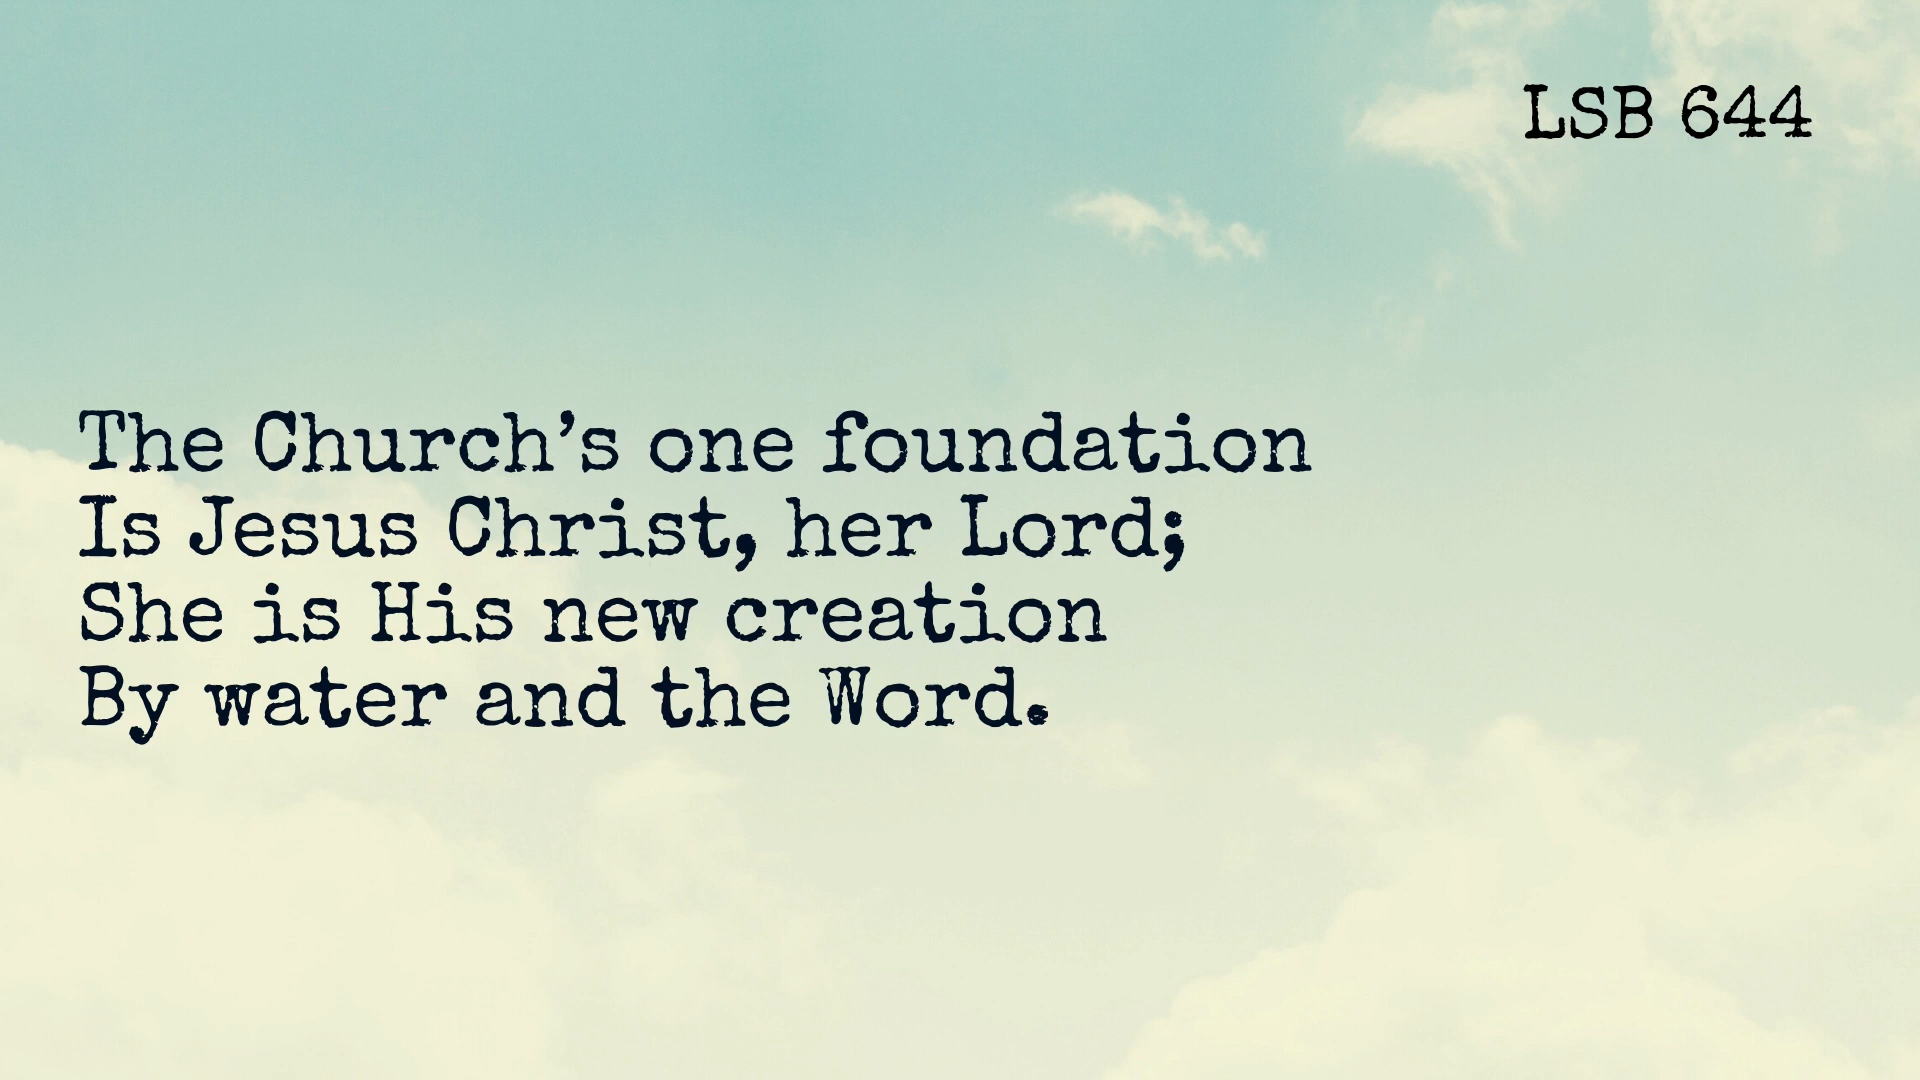 LSB 644
The Church’s one foundation
Is Jesus Christ, her Lord;
She is His new creation
By water and the Word.